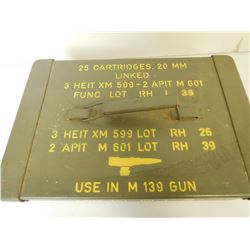 25 CARTRIDGES. 20 MM
LINKED
3 HEIT XM 599-2 APIT M 601
FUNC LOT RH 1 38
3 HEIT XM 599 LOT RH 26
2 APIT M 601 LOT RH 39
USE IN M 139 GUN